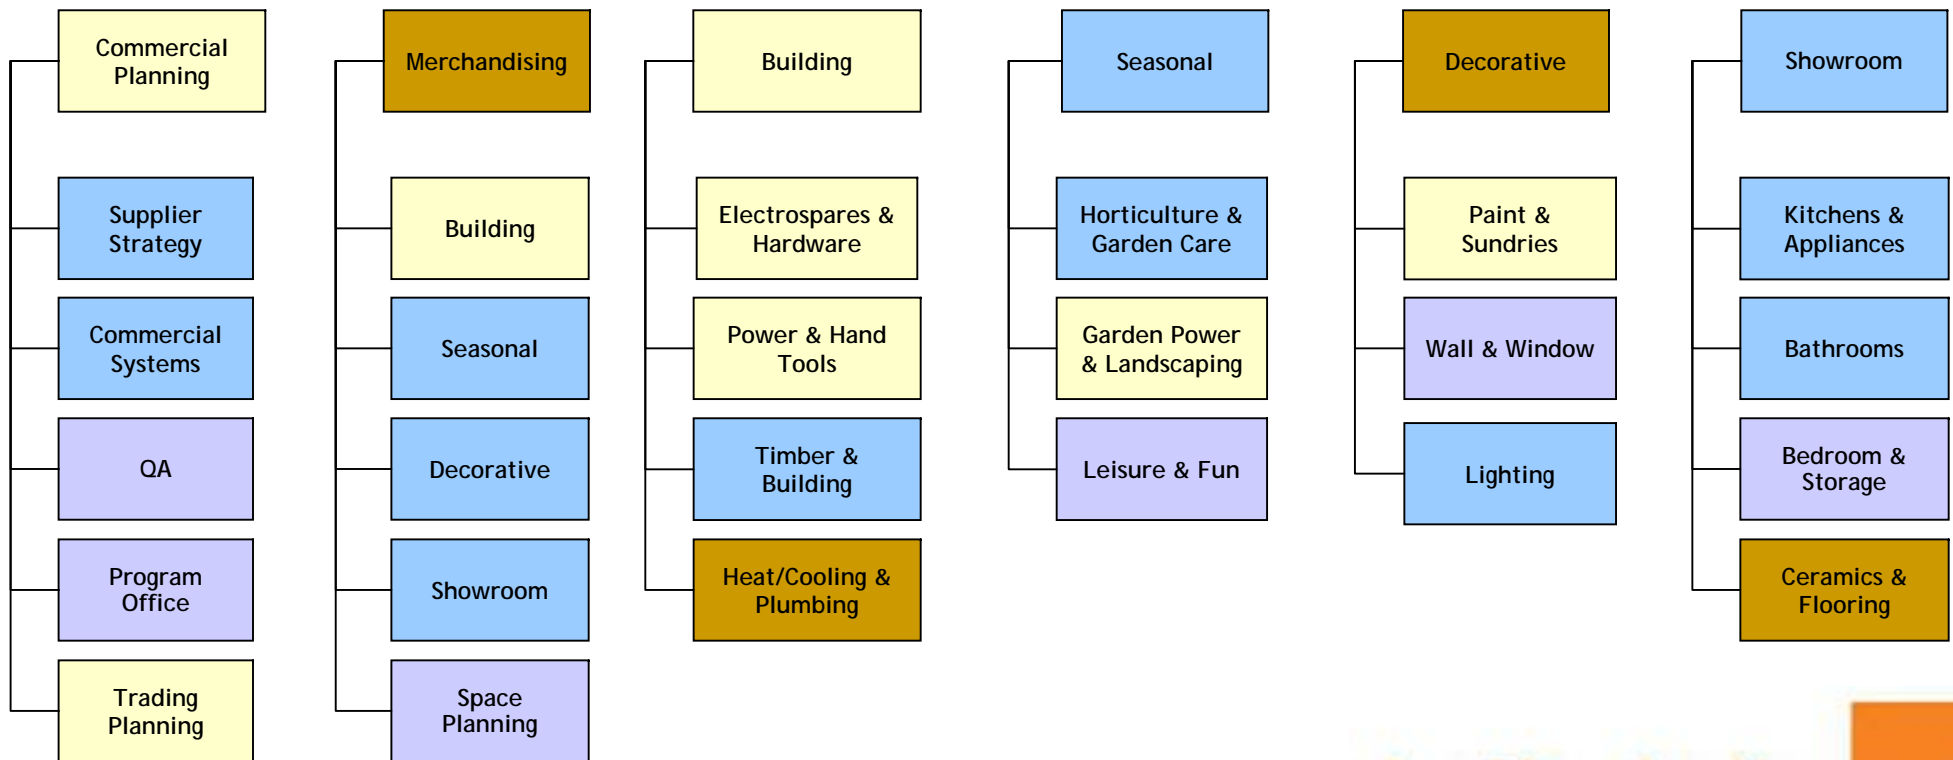 Commercial
Planning
Supplier
Strategy
Commercial
Systems
QA
Program
Office
Trading
Planning
Merchandising
Building
Seasonal
Decorative
Showroom
Space
Planning
Building
Electrospares &
Hardware
Power & Hand
Tools
Timber &
Building
Heat/Cooling &
Plumbing
Seasonal
Horticulture &
Garden Care
Garden Power
& Landscaping
Leisure & Fun
Decorative
Paint &
Sundries
Wall & Window
Lighting
Showroom
Kitchens &
Appliances
Bathrooms
Bedroom &
Storage
Ceramics &
Flooring